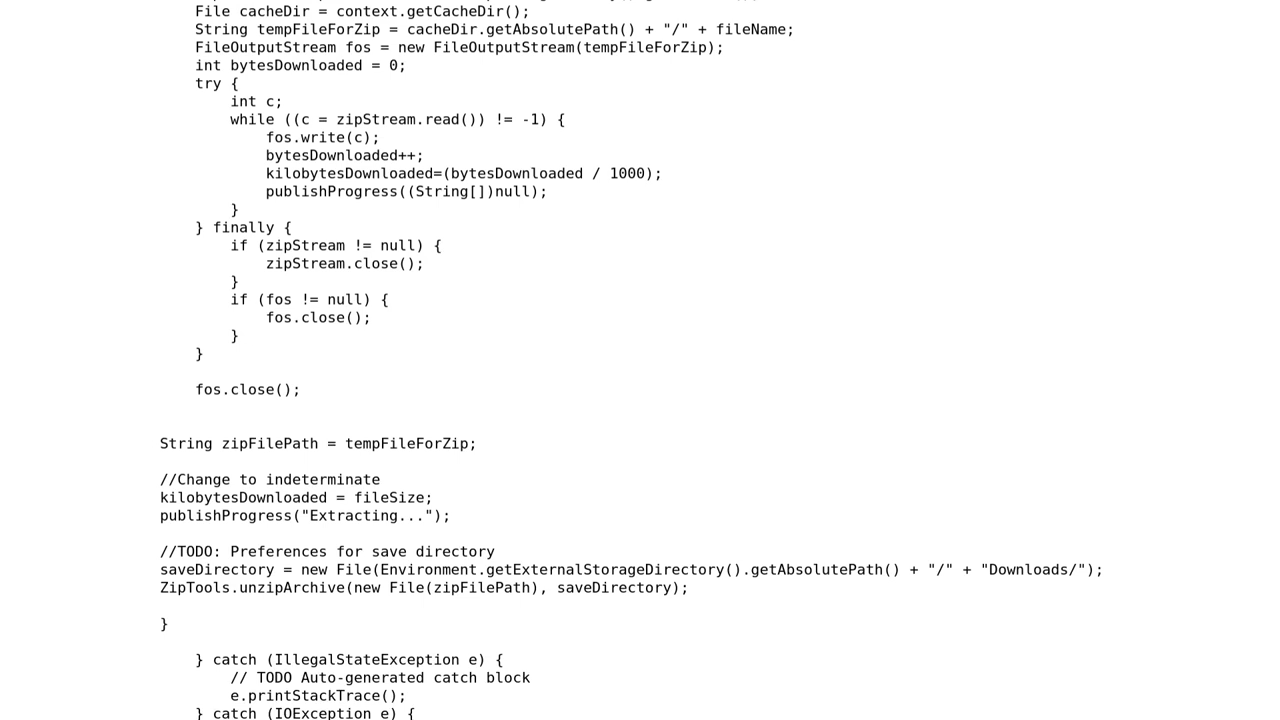 File cacheDir = context.getCacheDir();
String tempFileForZip = cacheDir.getAbsolutePath() + "/" + fileName;
FileOutputStream fos = new FileOutputStream(tempFileForZip);
int bytesDownloaded = 0;
try {
int c;
while ((c = zipStream.read()) != -1) {
fos.write(c);
bytesDownloaded++;
kilobytesDownloaded=(bytesDownloaded / 1000);
publishProgress((String[])null);
}
} finally {
if (zipStream != null) {
zipStream.close();
}
if (fos != null) {
fos.close();
}
}
fos.close();
String zipFilePath = tempFileForZip;
//Change to indeterminate
kilobytesDownloaded = fileSize;
publishProgress("Extracting...");
//TODO: Preferences for save directory
saveDirectory = new File(Environment.getExternalStorageDirectory().getAbsolutePath() + "/" + "Downloads/");
ZipTools.unzipArchive(new File(zipFilePath), saveDirectory);
}
} catch (IllegalStateException e) {
// TODO Auto-generated catch block
e.printStackTrace();
} catch (IOException e) {